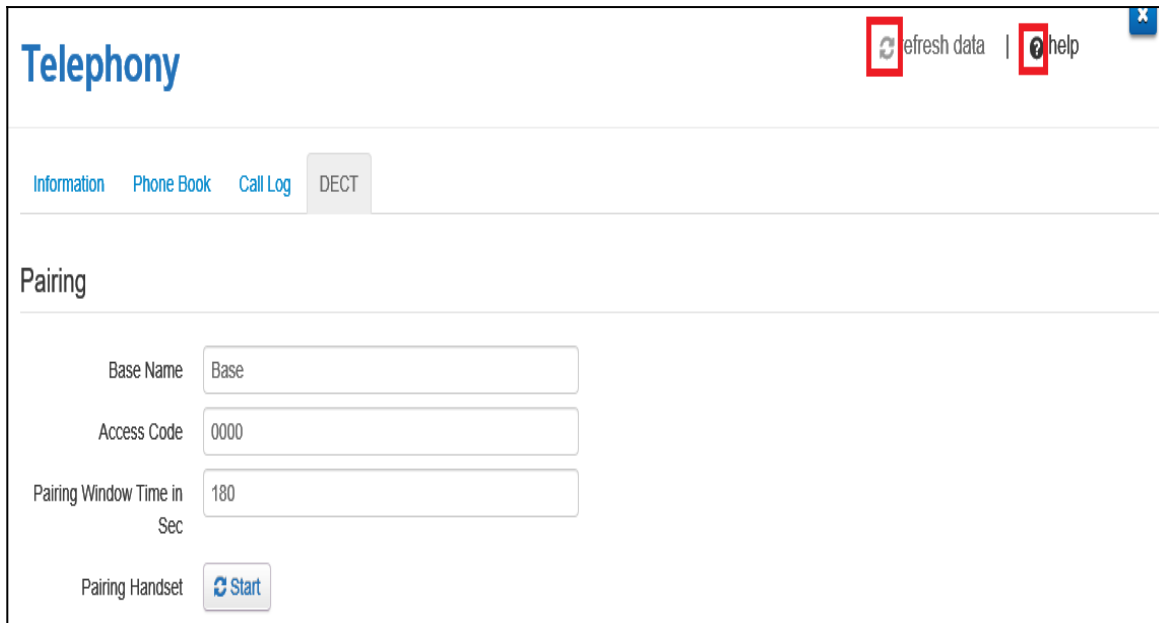 Telephony
efresh data | help
x
Information Phone Book Call Log DECT
Pairing
Base Name Base
Access Code 0000
Pairing Window Time in 180
Sec
Pairing Handset Start